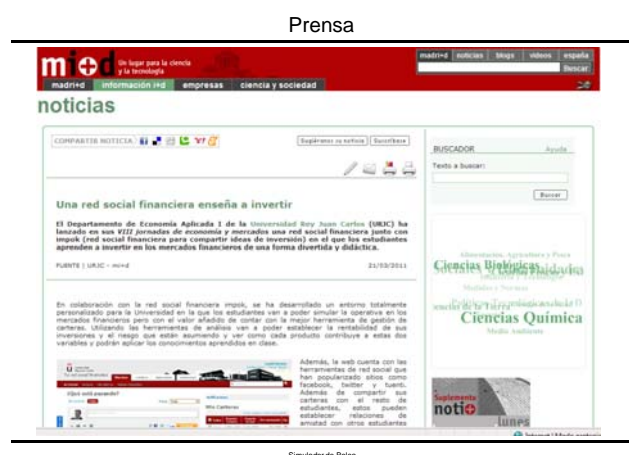 Prensa
mi+d Un lugar para la ciencia
y la tecnología
madri+d noticias blogs vídeos españa
Buscar
madri+d información i+d empresas ciencia y sociedad
noticias
COMPARTIR NOTICIA
Sugiéranos su noticia Suscríbase
BUSCADOR Ayuda
Texto a buscar:
Buscar
Una red social financiera enseña a invertir
El Departamento de Economía Aplicada I de la Universidad Rey Juan Carlos (URJC) ha
lanzado en sus VIII jornadas de economía y mercados una red social financiera junto con
impok (red social financiera para compartir ideas de inversión) en el que los estudiantes
aprenden a invertir en los mercados financieros de una forma divertida y didáctica.
FUENTE | URJC - mi+d 21/03/2011
Alimentación, Agricultura y Pesca
Ciencias Biológicas
Sociales
Medidas y Normas
Ciencias Química
Medio Ambiente
En colaboración con la red social financiera impok, se ha desarrollado un entorno totalmente
personalizado para la Universidad en la que los estudiantes van a poder simular la operativa en los
mercados financieros pero con el valor añadido de contar con la mejor herramienta de gestión de
carteras. Utilizando las herramientas de análisis van a poder establecer la rentabilidad de sus
inversiones y el riesgo que están asumiendo y ver como cada producto contribuye a estas dos
variables y podrán aplicar los conocimientos aprendidos en clase.
Además, la web cuenta con las
herramientas de red social que
han popularizado sitios como
facebook, twitter y tuenti.
Además de compartir sus
carteras con el resto de
estudiantes, estos pueden
establecer relaciones de
amistad con otros estudiantes
¿Qué está pasando?
Mis Carteras
Suplemento
noti+
lunes
Simulador de Bolsa